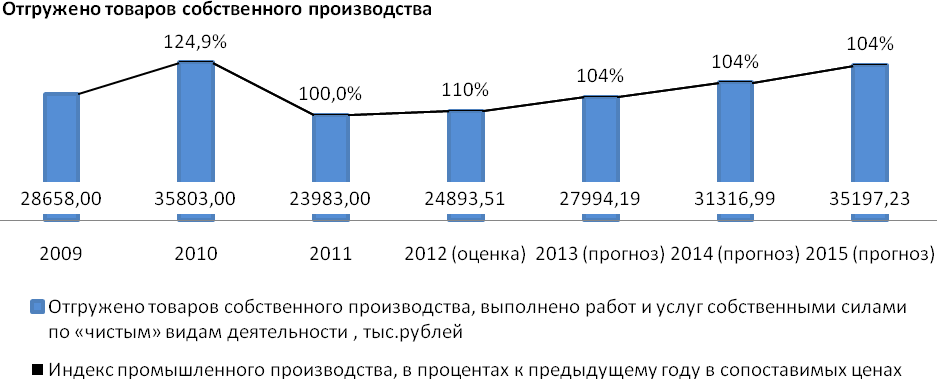 Отгружено товаров собственного производства
124,9%
100,0%
110%
104%
104%
104%
28658,00 35803,00 23983,00 24893,51 27994,19 31316,99 35197,23
2009 2010 2011 2012 (оценка) 2013 (прогноз) 2014 (прогноз) 2015 (прогноз)
Отгружено товаров собственного производства, выполнено работ и услуг собственными силами
по «чистым» видам деятельности , тыс.рублей
Индекс промышленного производства, в процентах к предыдущему году в сопоставимых ценах